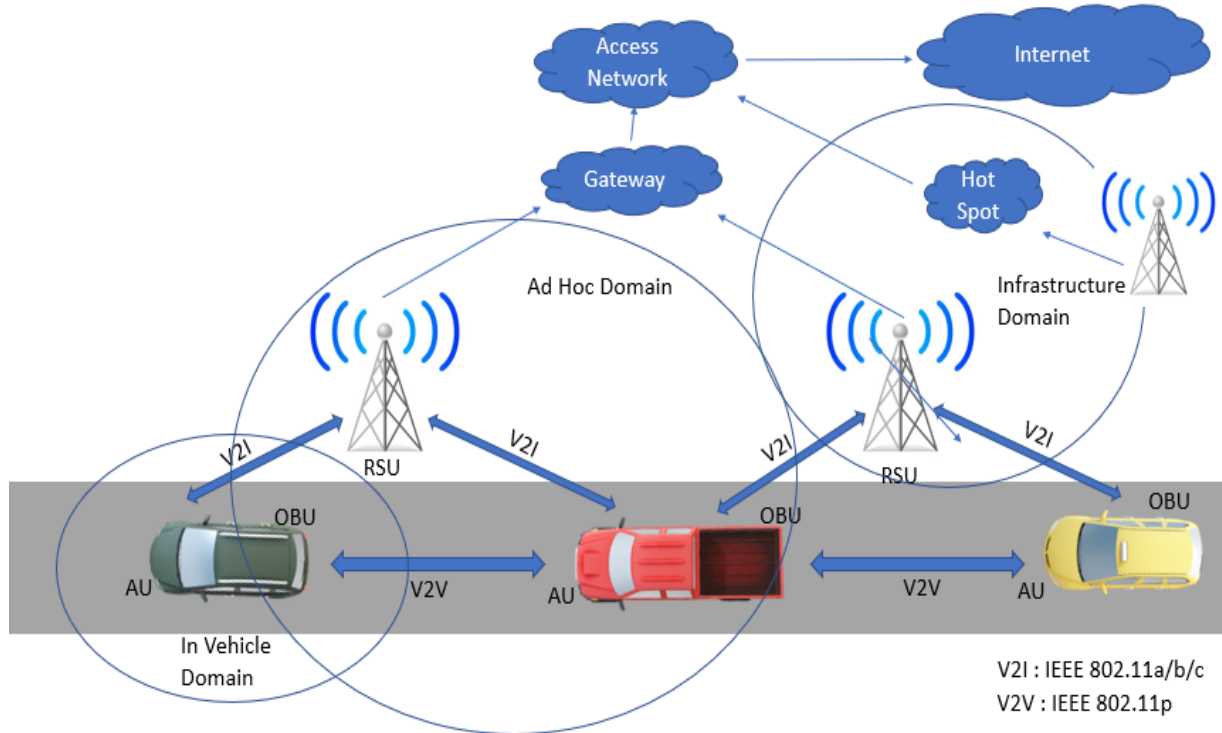 Access
Network
Internet
Gateway
Hot
Spot
Ad Hoc Domain
Infrastructure
Domain
V2I
V2I
V2I
V2I
RSU
RSU
OBU
OBU
OBU
AU
V2V
AU
V2V
AU
In Vehicle
Domain
V2I : IEEE 802.11a/b/c
V2V : IEEE 802.11p